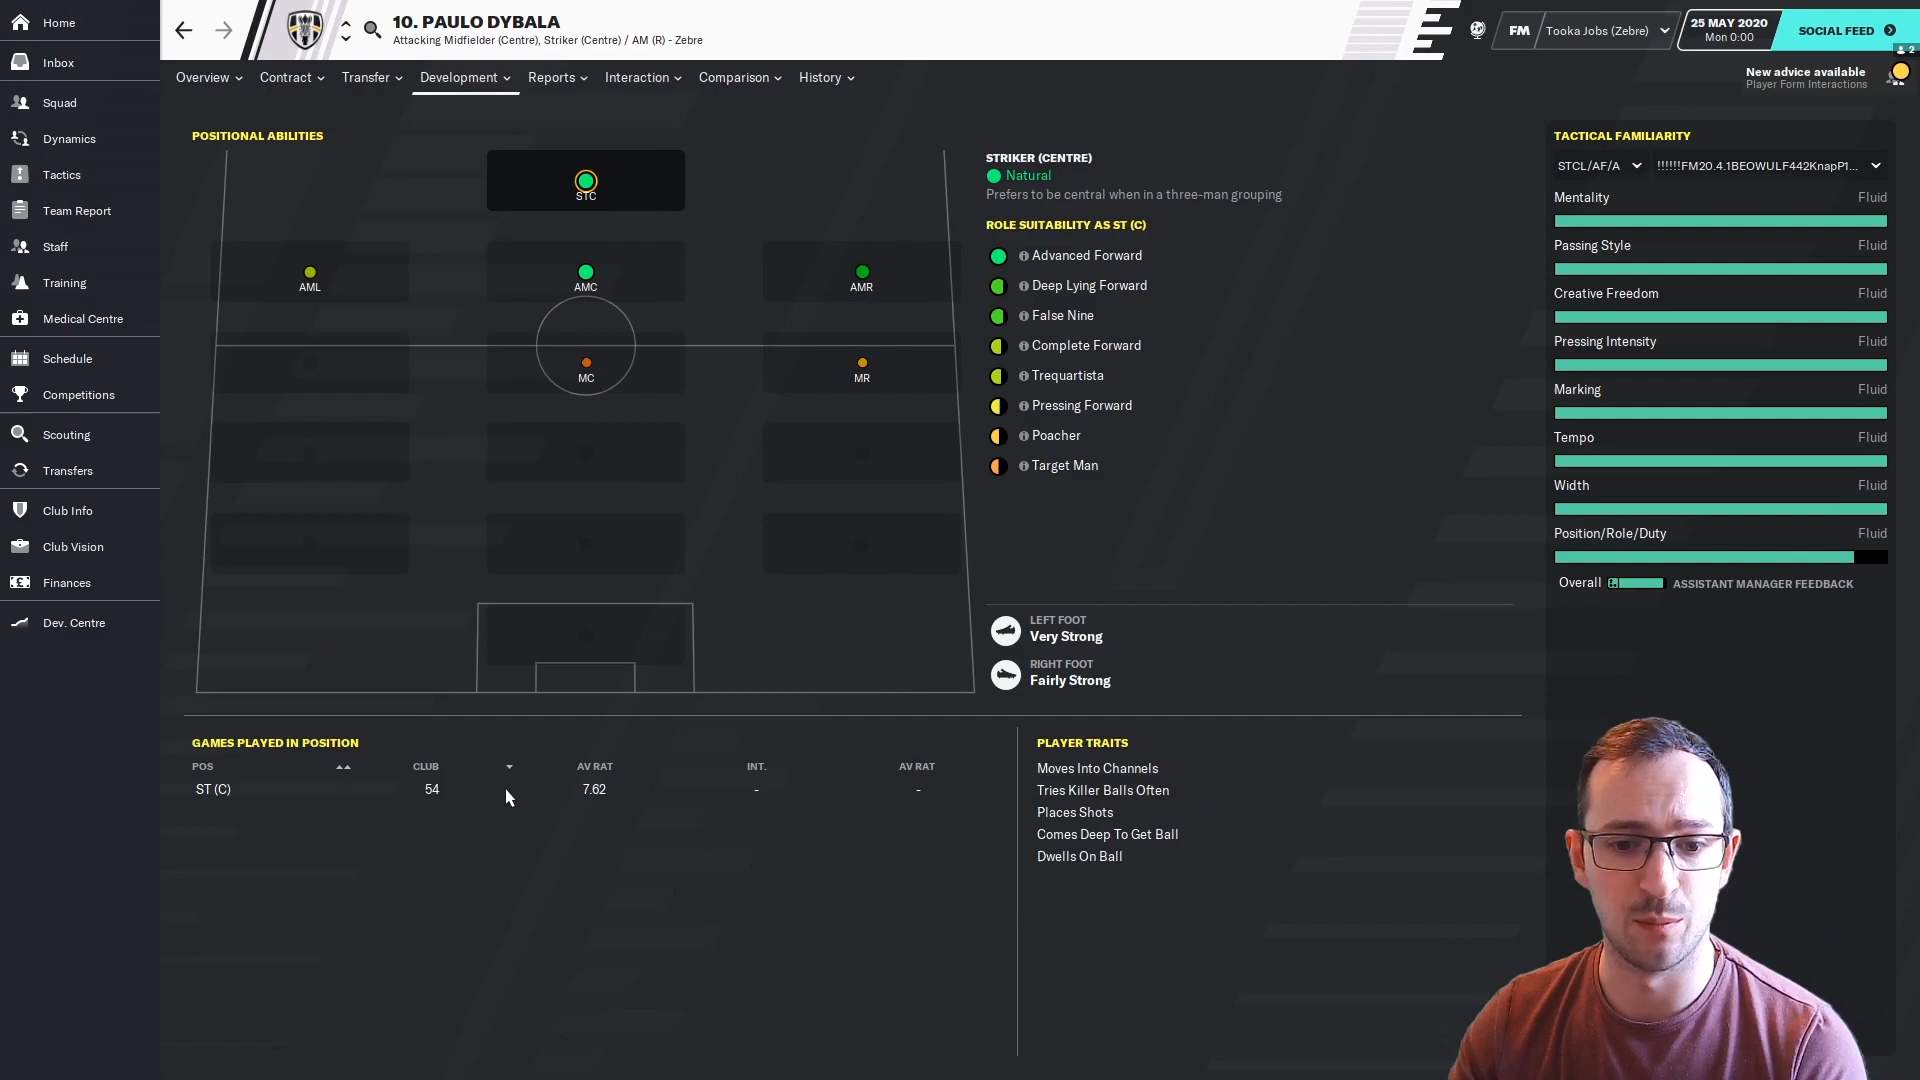 Home
Inbox
Squad
Dynamics
Tactics
Team Report
Staff
Training
Medical Centre
Schedule
Competitions
Scouting
Transfers
Club Info
Club Vision
Finances
Dev. Centre
10. PAULO DYBALA
Attacking Midfielder (Centre), Striker (Centre) / AM (R) - Zebre
FM
Tooka Jobs (Zebre)
25 MAY 2020
Mon 0:00
SOCIAL FEED
2
Overview
Contract
Transfer
Development
Reports
Interaction
Comparison
History
New advice available
Player Form Interactions
POSITIONAL ABILITIES
STC
AML
AMC
AMR
MC
MR
STRIKER (CENTRE)
Natural
Prefers to be central when in a three-man grouping
ROLE SUITABILITY AS ST (C)
Advanced Forward
Deep Lying Forward
False Nine
Complete Forward
Trequartista
Pressing Forward
Poacher
Target Man
LEFT FOOT
Very Strong
RIGHT FOOT
Fairly Strong
TACTICAL FAMILIARITY
STCL/AF/A !!!!!!FM20.4.1BEOWULF442KnapP1...
Mentality Fluid
Passing Style Fluid
Creative Freedom Fluid
Pressing Intensity Fluid
Marking Fluid
Tempo Fluid
Width Fluid
Position/Role/Duty Fluid
Overall ASSISTANT MANAGER FEEDBACK
GAMES PLAYED IN POSITION
POS CLUB AV RAT INT. AV RAT
ST (C) 54 7.62 - -
PLAYER TRAITS
Moves Into Channels
Tries Killer Balls Often
Places Shots
Comes Deep To Get Ball
Dwells On Ball